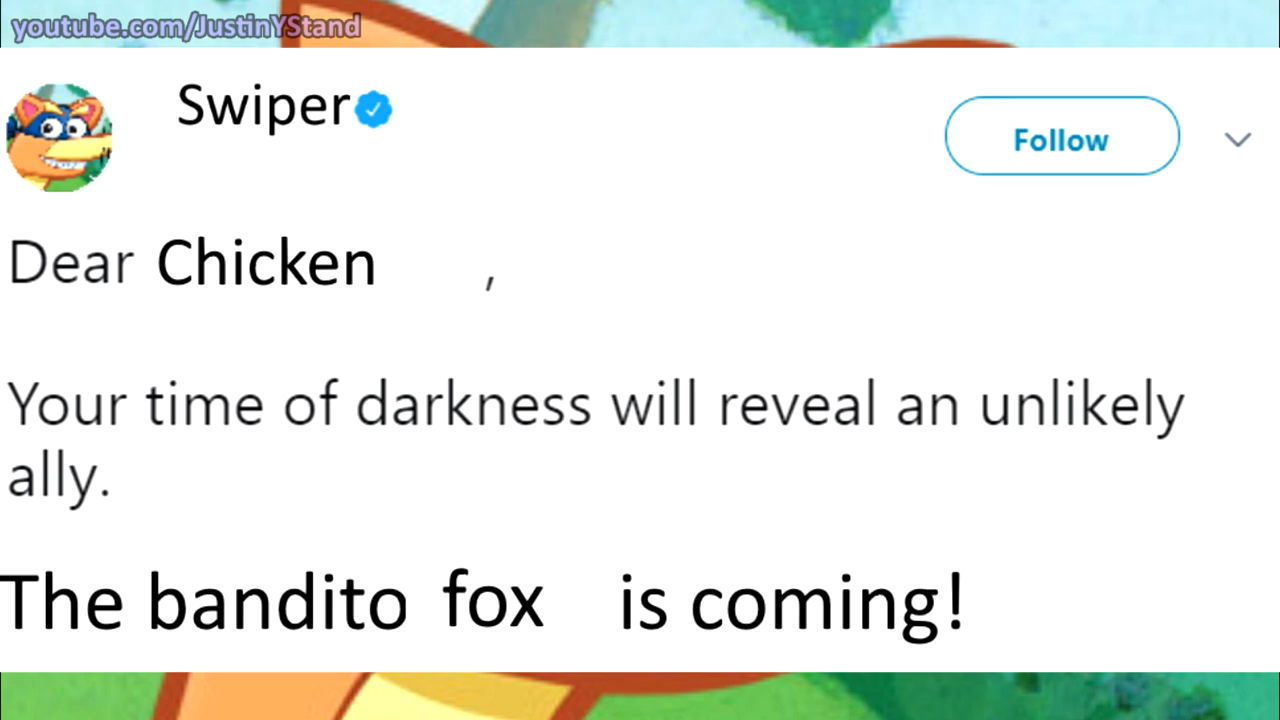 youtube.com/JustinYStand
Swiper
Follow
Dear Chicken ,
Your time of darkness will reveal an unlikely
ally.
The bandito fox is coming!